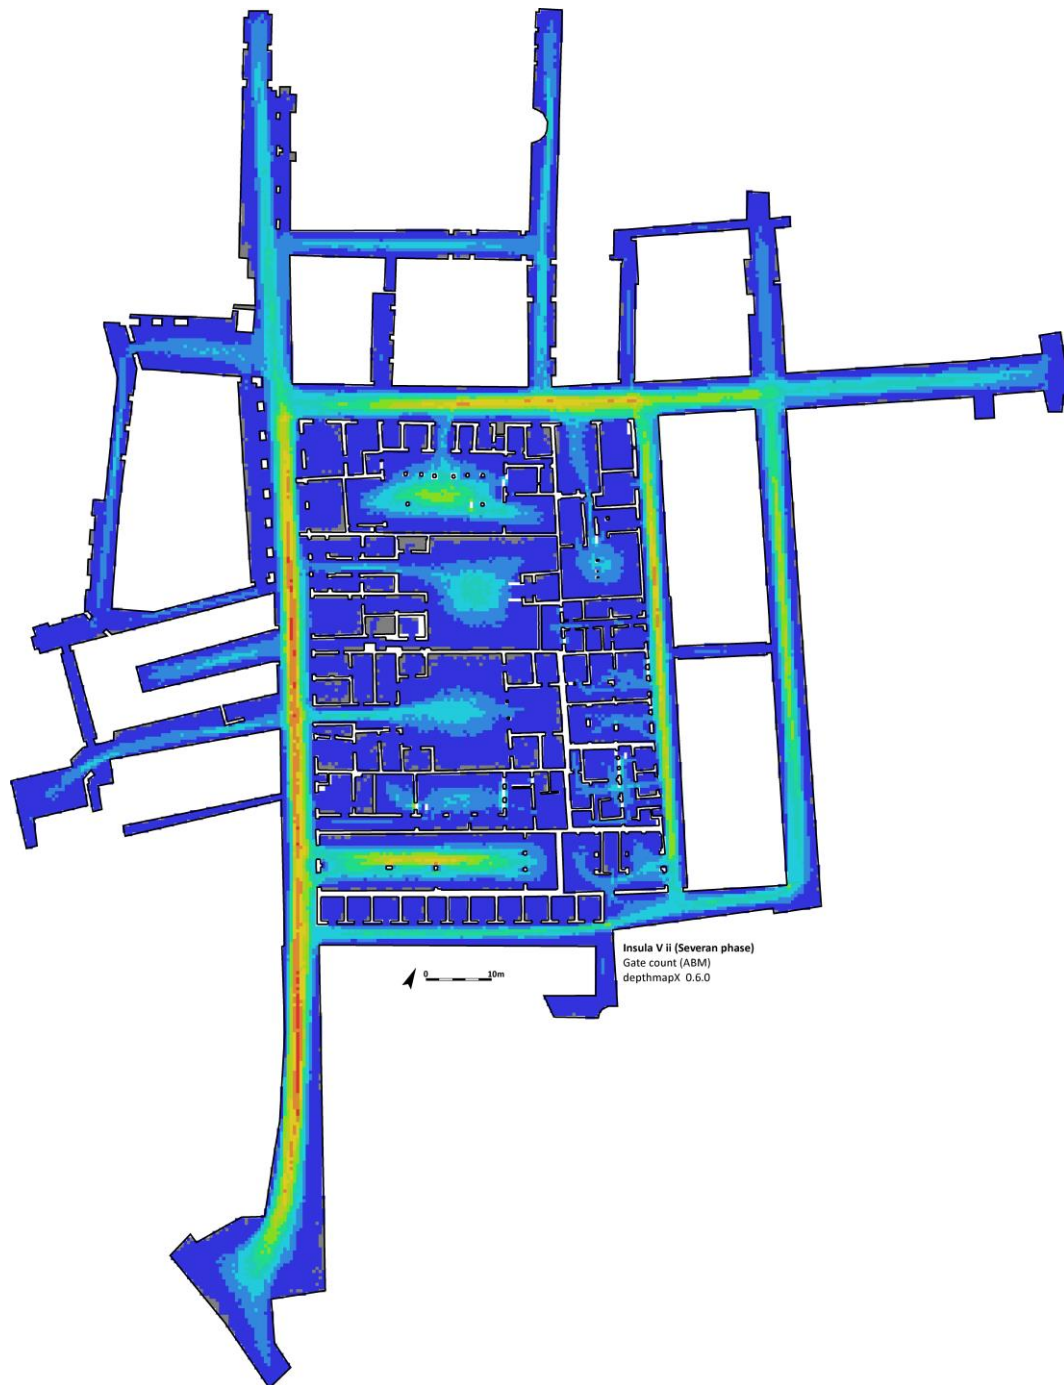 Insula V ii (Severan phase)
Gate count (ABM)
depthmapX 0.6.0
0 10m